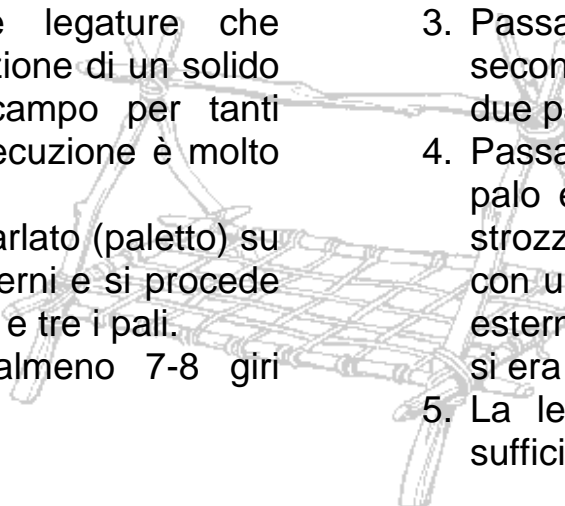 legature che
zione di un solido
campo per tanti
ecuzione è molto
arlato (paletto) su
erni e si procede
e tre i pali.
almeno 7-8 giri
3. Passa
secon
due p
4. Passa
palo e
strozz
con u
estern
si era
5. La le
suffici